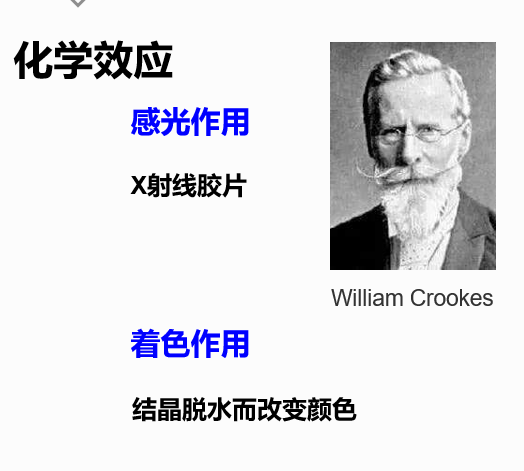 化学效应
感光作用
X射线胶片
William Crookes
着色作用
结晶脱水而改变颜色